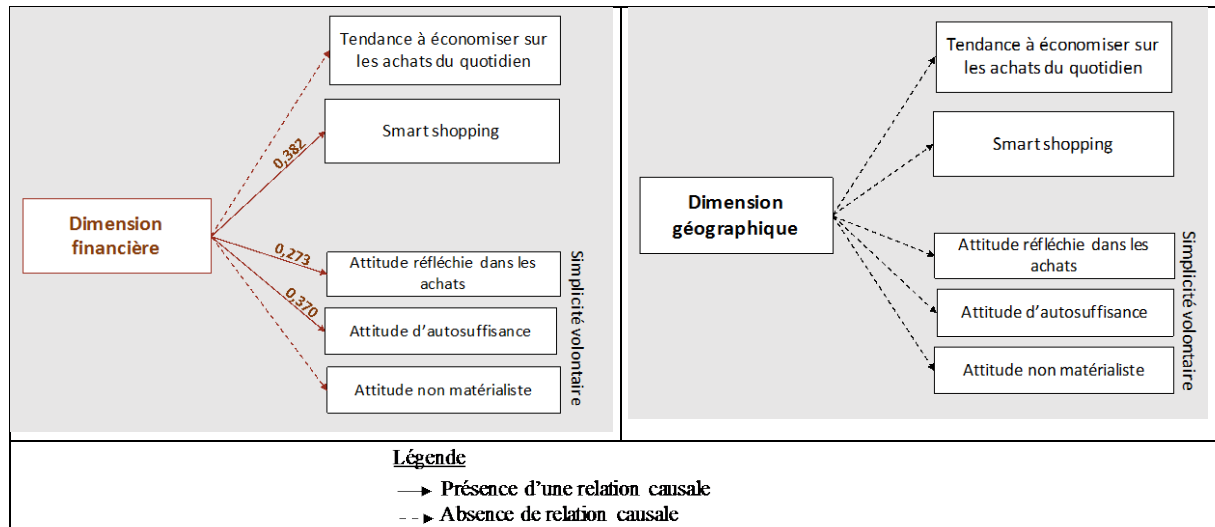 Tendance à économiser sur
les achats du quotidien
Smart shopping
0,382
Dimension
financière
0,273
Attitude réfléchie dans les
achats
0,370
Attitude d'autosuffisance
Attitude non matérialiste
Simplicité volontaire
Tendance à économiser sur
les achats du quotidien
Smart shopping
Dimension
géographique
Attitude réfléchie dans les
achats
Attitude d'autosuffisance
Attitude non matérialiste
Simplicité volontaire
Légende
Présence d'une relation causale
Absence de relation causale